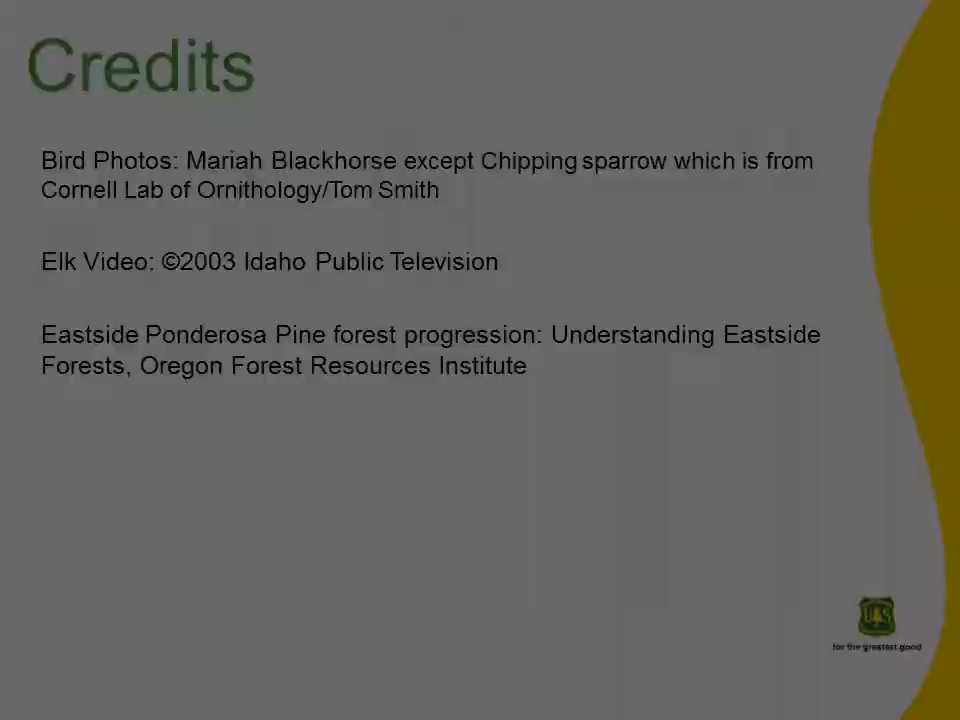 Credits
Bird Photos: Mariah Blackhorse except Chipping sparrow which is from
Cornell Lab of Ornithology/Tom Smith
Elk Video: ©2003 Idaho Public Television
Eastside Ponderosa Pine forest progression: Understanding Eastside
Forests, Oregon Forest Resources Institute
U S
for the greatest good